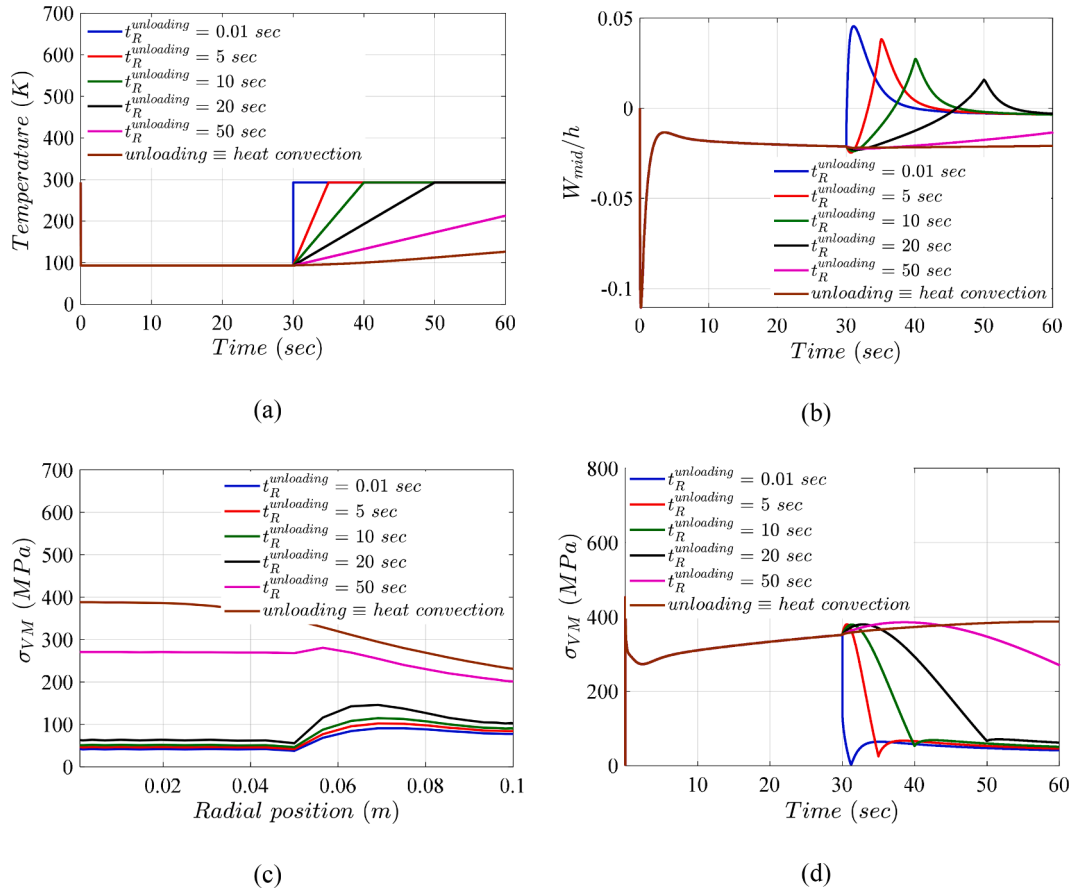 700
600
500
400
300
200
100
0
Temperature (K)
t_R^unloading = 0.01 sec
t_R^unloading = 5 sec
t_R^unloading = 10 sec
t_R^unloading = 20 sec
t_R^unloading = 50 sec
unloading ≡ heat convection
0 10 20 30 40 50 60
Time (sec)
(a)
0.05
0
-0.05
-0.1
W_mid/h
t_R^unloading = 0.01 sec
t_R^unloading = 5 sec
t_R^unloading = 10 sec
t_R^unloading = 20 sec
t_R^unloading = 50 sec
unloading ≡ heat convection
0 10 20 30 40 50 60
Time (sec)
(b)
700
600
500
400
300
200
100
0
σ_VM (MPa)
t_R^unloading = 0.01 sec
t_R^unloading = 5 sec
t_R^unloading = 10 sec
t_R^unloading = 20 sec
t_R^unloading = 50 sec
unloading ≡ heat convection
0 0.02 0.04 0.06 0.08 0.1
Radial position (m)
(c)
800
600
400
200
0
σ_VM (MPa)
t_R^unloading = 0.01 sec
t_R^unloading = 5 sec
t_R^unloading = 10 sec
t_R^unloading = 20 sec
t_R^unloading = 50 sec
unloading ≡ heat convection
0 10 20 30 40 50 60
Time (sec)
(d)